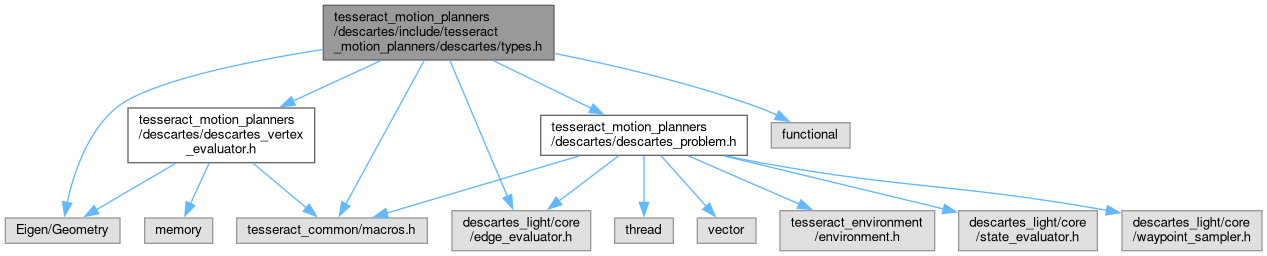 tesseract_motion_planners
/descartes/include/tesseract
_motion_planners/descartes/types.h
tesseract_motion_planners
/descartes/descartes_vertex
_evaluator.h
tesseract_motion_planners
/descartes/descartes_problem.h
functional
Eigen/Geometry
memory
tesseract_common/macros.h
descartes_light/core
/edge_evaluator.h
thread
vector
tesseract_environment
/environment.h
descartes_light/core
/state_evaluator.h
descartes_light/core
/waypoint_sampler.h